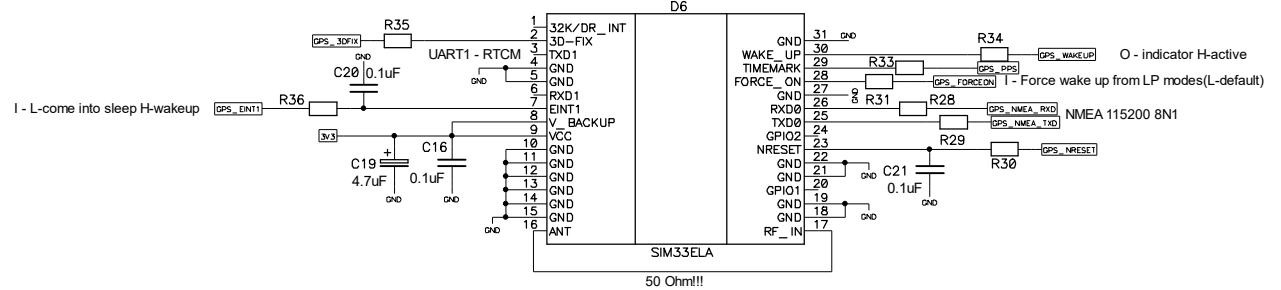 D6
R35
GPS_3DFIX
UART1 - RTCM
GND
C20
0.1uF
I - L-come into sleep H-wakeup
GPS_EINT1
R36
3V3
C19
4.7uF
GND
C16
0.1uF
GND
GND
GND
1 32K/DR_INT
2 3D-FIX
3 TXD1
4 GND
5 GND
6 RXD1
7 EINT1
8 V_BACKUP
9 VCC
10 GND
11 GND
12 GND
13 GND
14 GND
15 GND
16 ANT
GND 31
WAKE_UP 30
TIMEMARK 29
FORCE_ON 28
GND 27
RXD0 26
TXD0 25
GPIO2 24
NRESET 23
GND 22
GND 21
GPIO1 20
GND 19
GND 18
RF_IN 17
GND
R34
GPS_WAKEUP
O - indicator H-active
R33
GPS_PPS
GPS_FORCEON
I - Force wake up from LP modes(L-default)
GND
R31
R28
GPS_NMEA_RXD
NMEA 115200 8N1
GPS_NMEA_TXD
R29
R30
GPS_NRESET
GND
C21
0.1uF
GND
GND
SIM33ELA
50 Ohm!!!